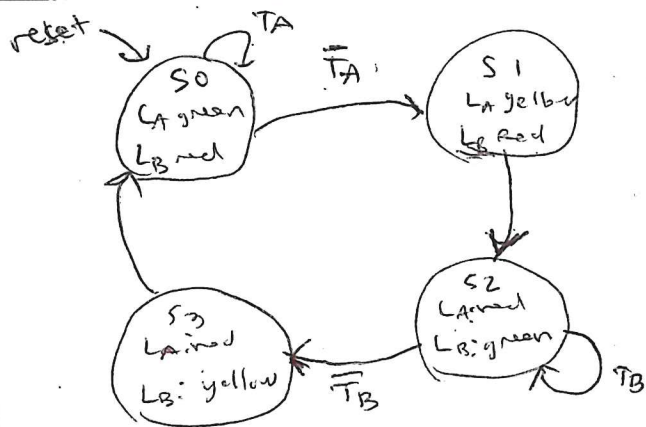 reset
TA
S0
LA green
LB red
T̅A
S1
LA yellow
LB Red
S2
LA: red
LB: green
TB
T̅B
S3
LA: red
LB: yellow